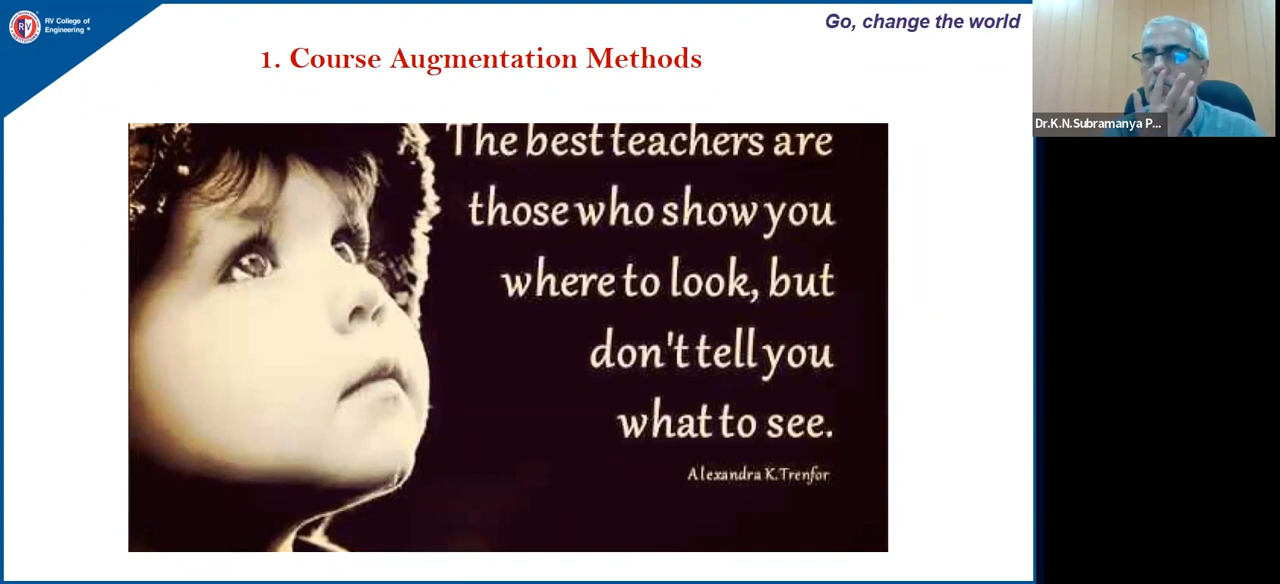 RV College of
Engineering ®
Go, change the world
1. Course Augmentation Methods
The best teachers are
those who show you
where to look, but
don't tell you
what to see.
Alexandra K.Trenfor
Dr.K.N.Subramanya P...